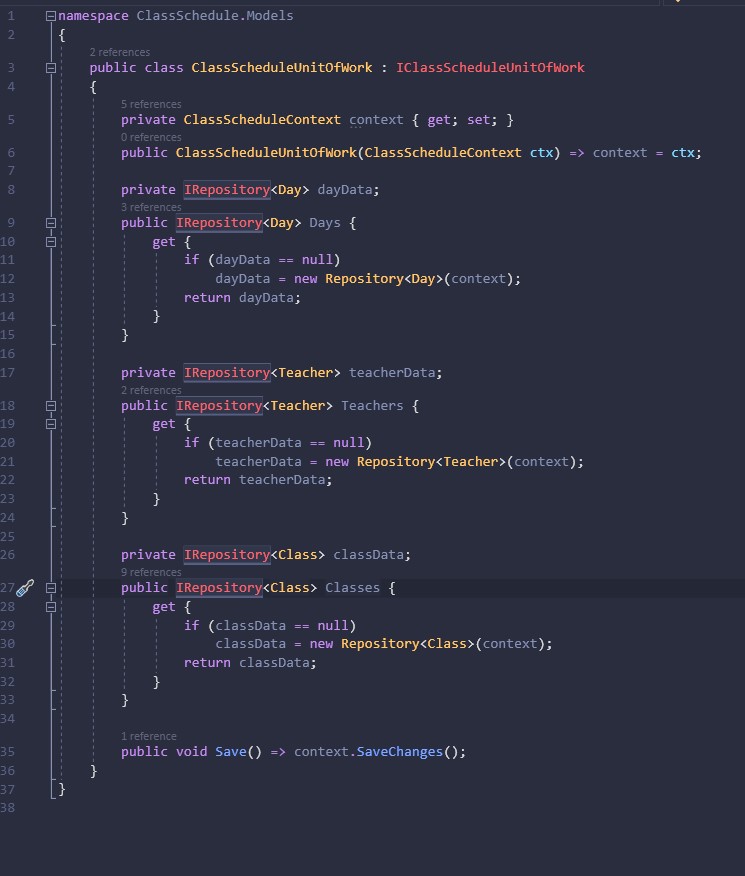 1 namespace ClassSchedule.Models
2 {
2 references
3 public class ClassScheduleUnitOfWork : IClassScheduleUnitOfWork
4 {
5 references
5 private ClassScheduleContext context { get; set; }
0 references
6 public ClassScheduleUnitOfWork(ClassScheduleContext ctx) => context = ctx;
7
8 private IRepository<Day> dayData;
3 references
9 public IRepository<Day> Days {
10 get {
11 if (dayData == null)
12 dayData = new Repository<Day>(context);
13 return dayData;
14 }
15 }
16
17 private IRepository<Teacher> teacherData;
2 references
18 public IRepository<Teacher> Teachers {
19 get {
20 if (teacherData == null)
21 teacherData = new Repository<Teacher>(context);
22 return teacherData;
23 }
24 }
25
26 private IRepository<Class> classData;
9 references
27 public IRepository<Class> Classes {
28 get {
29 if (classData == null)
30 classData = new Repository<Class>(context);
31 return classData;
32 }
33 }
34
1 reference
35 public void Save() => context.SaveChanges();
36 }
37 }
38